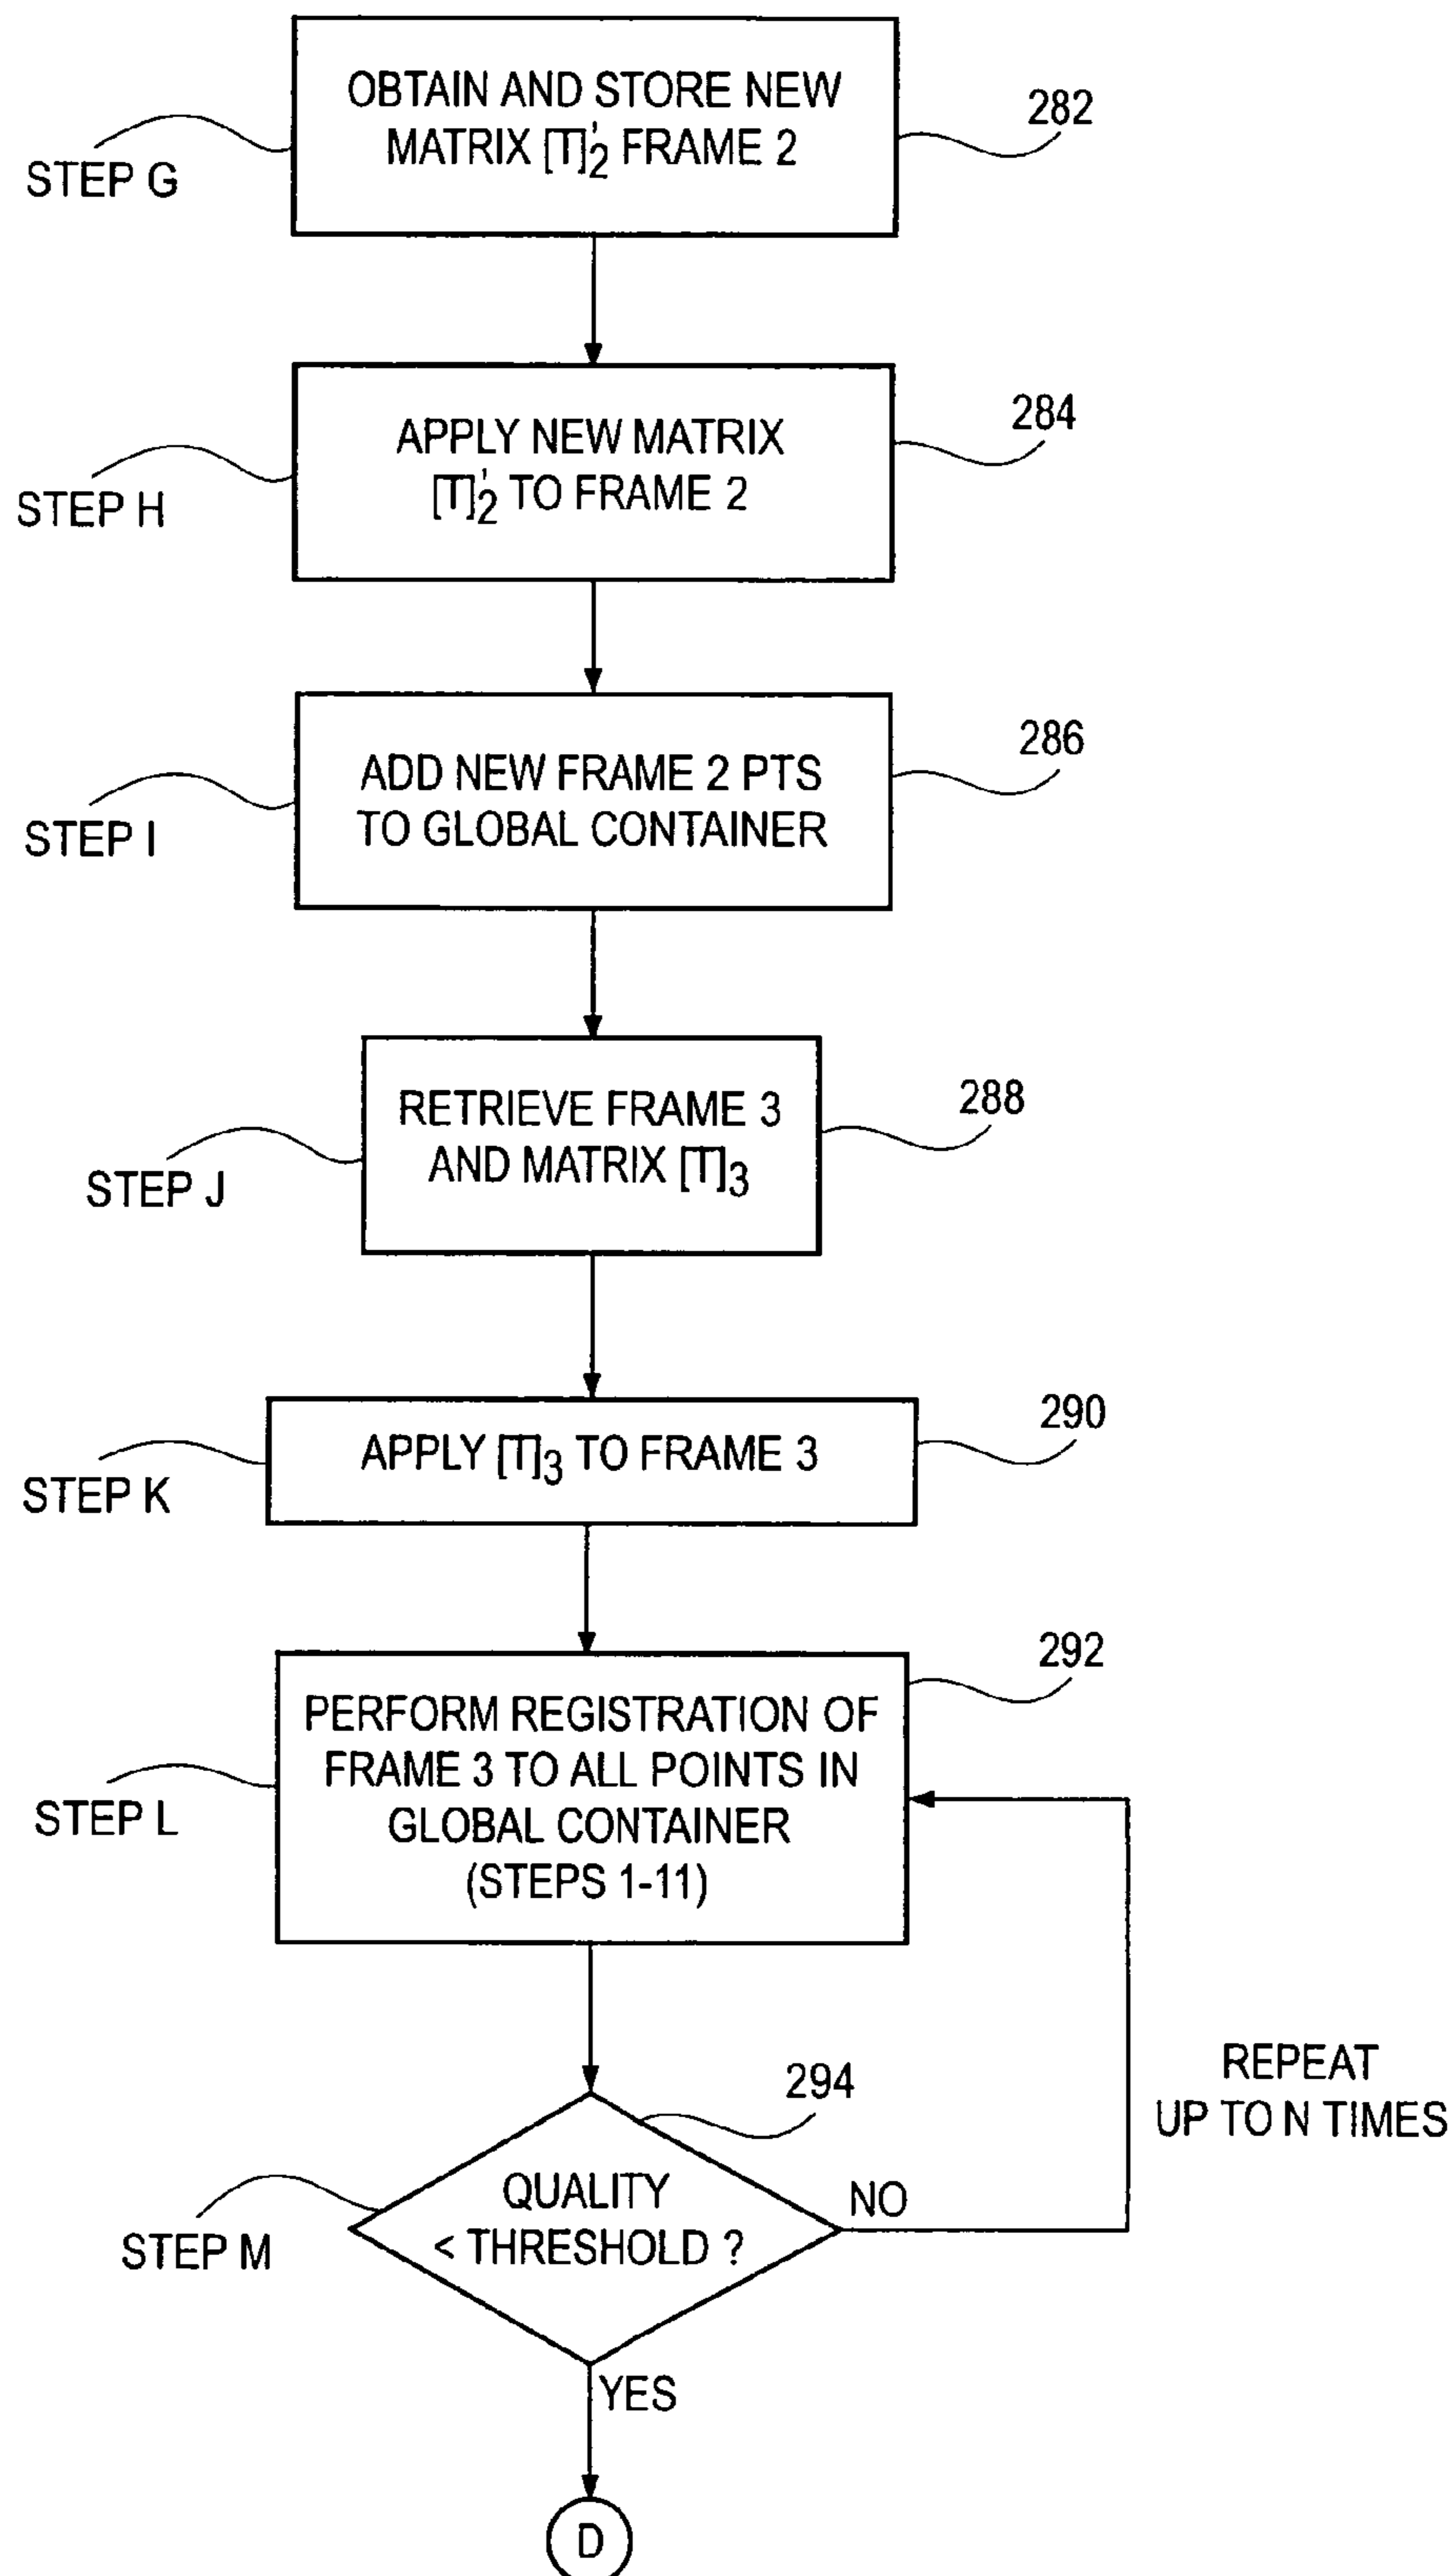 OBTAIN AND STORE NEW
MATRIX [T]'2 FRAME 2
282
STEP G
APPLY NEW MATRIX
[T]'2 TO FRAME 2
284
STEP H
ADD NEW FRAME 2 PTS
TO GLOBAL CONTAINER
286
STEP I
RETRIEVE FRAME 3
AND MATRIX [T]3
288
STEP J
APPLY [T]3 TO FRAME 3
290
STEP K
PERFORM REGISTRATION OF
FRAME 3 TO ALL POINTS IN
GLOBAL CONTAINER
(STEPS 1-11)
292
STEP L
REPEAT
UP TO N TIMES
294
QUALITY
< THRESHOLD ?
NO
STEP M
YES
D